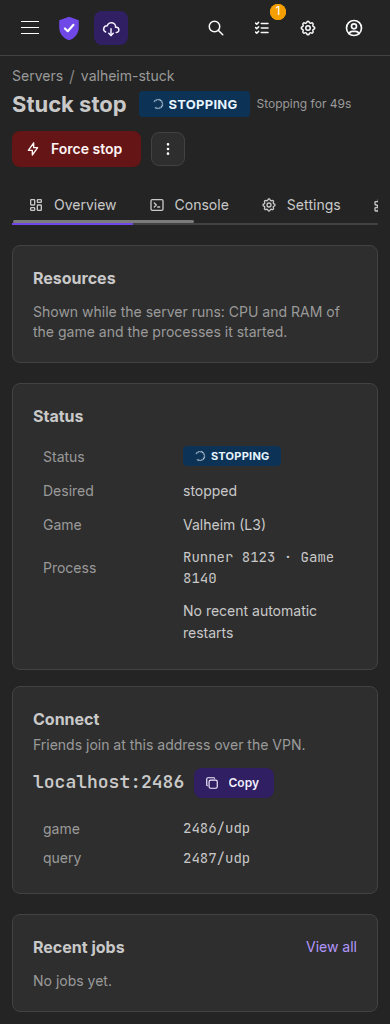 1
Servers / valheim-stuck
Stuck stop STOPPING Stopping for 49s
Force stop
Overview Console Settings
Resources
Shown while the server runs: CPU and RAM of
the game and the processes it started.
Status
Status STOPPING
Desired stopped
Game Valheim (L3)
Process Runner 8123 · Game
8140
No recent automatic
restarts
Connect
Friends join at this address over the VPN.
localhost:2486 Copy
game 2486/udp
query 2487/udp
Recent jobs View all
No jobs yet.